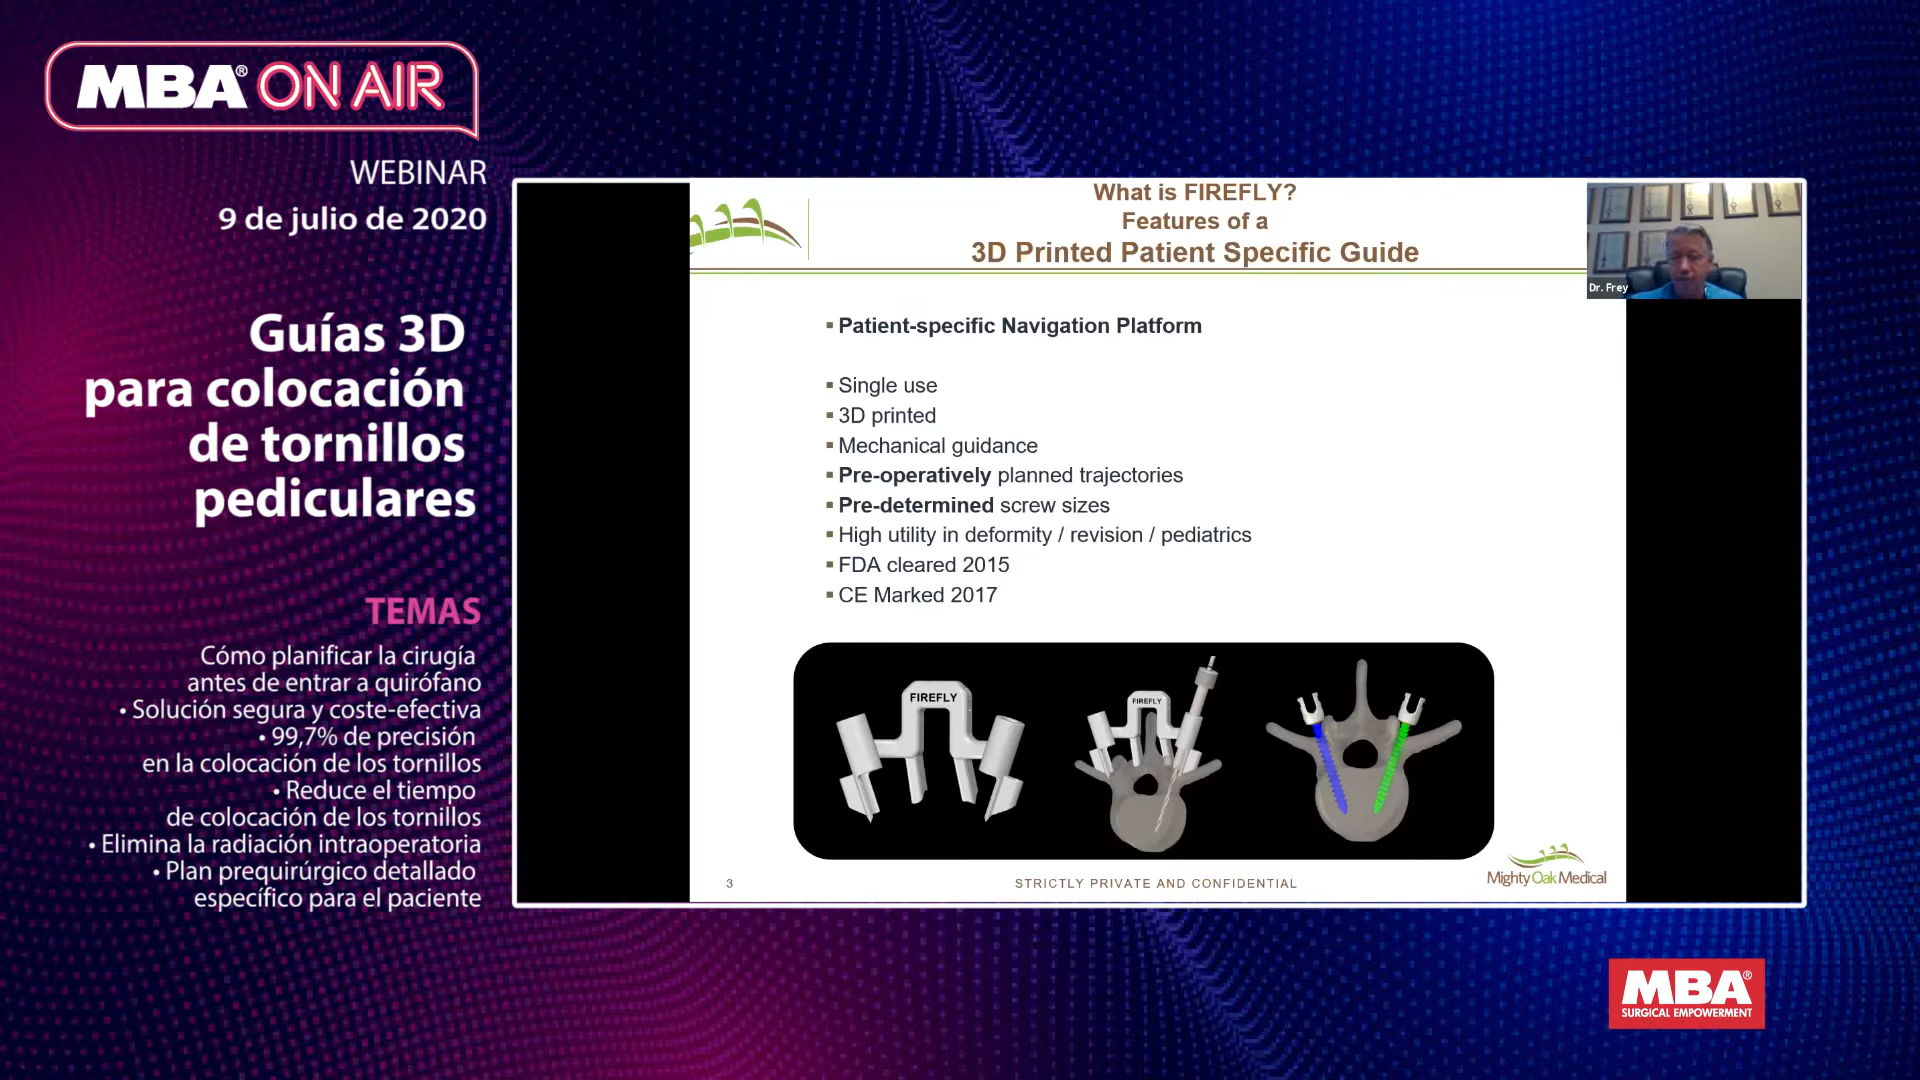 MBA® ON AIR
WEBINAR
9 de julio de 2020
Guías 3D
para colocación
de tornillos
pediculares
TEMAS
Cómo planificar la cirugía
antes de entrar a quirófano
• Solución segura y coste-efectiva
• 99,7% de precisión
en la colocación de los tornillos
• Reduce el tiempo
de colocación de los tornillos
• Elimina la radiación intraoperatoria
• Plan prequirúrgico detallado
específico para el paciente
What is FIREFLY?
Features of a
3D Printed Patient Specific Guide
Dr. Frey
▪ Patient-specific Navigation Platform
▪ Single use
▪ 3D printed
▪ Mechanical guidance
▪ Pre-operatively planned trajectories
▪ Pre-determined screw sizes
▪ High utility in deformity / revision / pediatrics
▪ FDA cleared 2015
▪ CE Marked 2017
FIREFLY
FIREFLY
3
STRICTLY PRIVATE AND CONFIDENTIAL
Mighty Oak Medical
MBA®
SURGICAL EMPOWERMENT